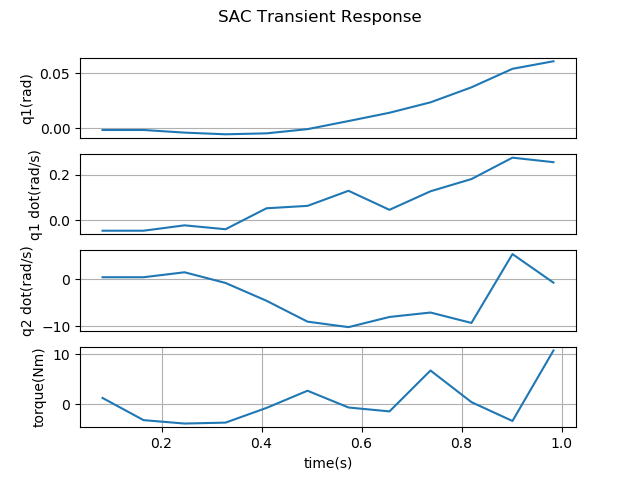 SAC Transient Response
q1(rad)
0.05
0.00
q1 dot(rad/s)
0.2
0.0
q2 dot(rad/s)
0
−10
torque(Nm)
10
0
0.2 0.4 0.6 0.8 1.0
time(s)